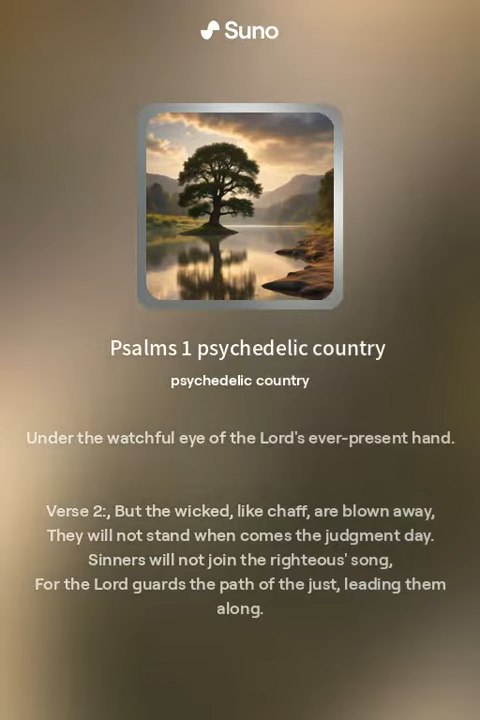 Suno
Psalms 1 psychedelic country
psychedelic country
Under the watchful eye of the Lord's ever-present hand.
Verse 2:, But the wicked, like chaff, are blown away,
They will not stand when comes the judgment day.
Sinners will not join the righteous' song,
For the Lord guards the path of the just, leading them
along.